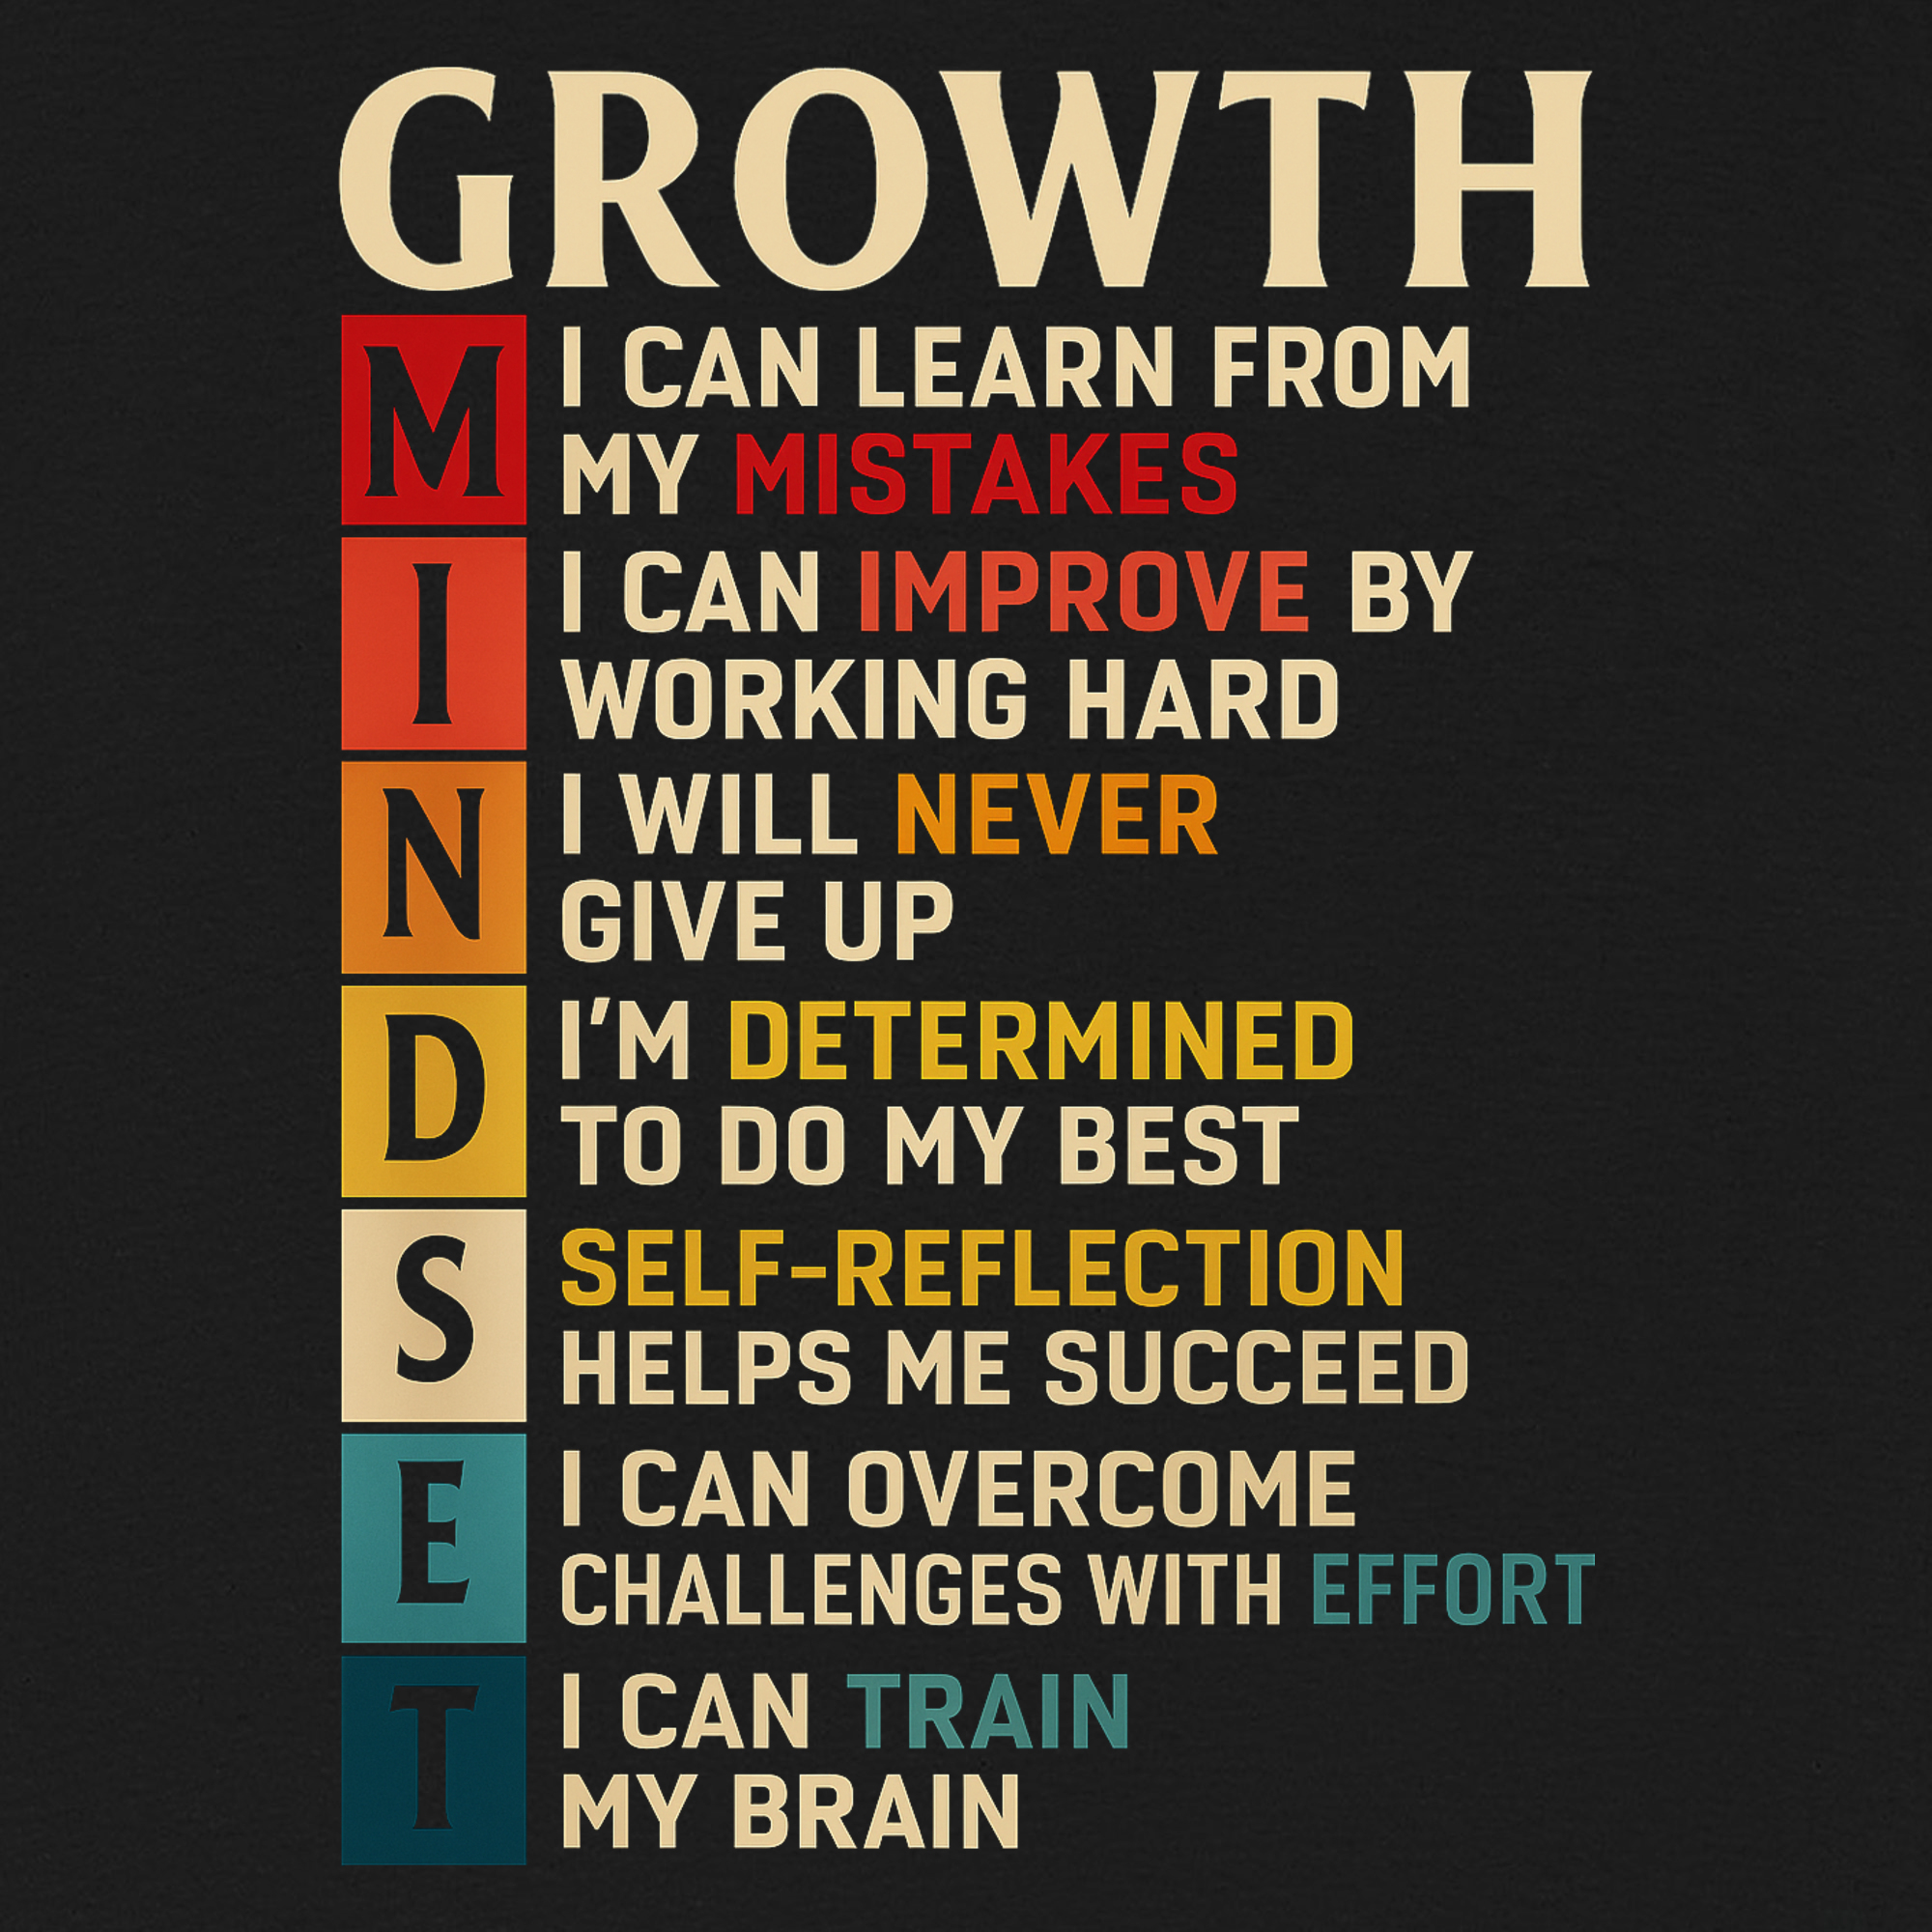 GROWTH
M
I CAN LEARN FROM
MY MISTAKES
I
I CAN IMPROVE BY
WORKING HARD
N
I WILL NEVER
GIVE UP
D
I'M DETERMINED
TO DO MY BEST
S
SELF-REFLECTION
HELPS ME SUCCEED
E
I CAN OVERCOME
CHALLENGES WITH EFFORT
T
I CAN TRAIN
MY BRAIN